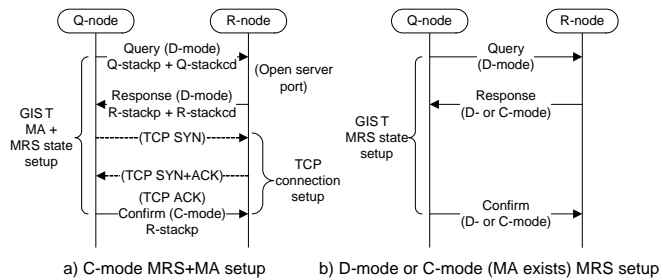 Q-node
R-node
Query (D-mode)
Q-stackp + Q-stackcd
(Open server
port)
Response (D-mode)
R-stackp + R-stackcd
GIST
MA +
MRS state
setup
(TCP SYN)
(TCP SYN+ACK)
TCP
connection
setup
(TCP ACK)
Confirm (C-mode)
R-stackp
a) C-mode MRS+MA setup
Q-node
R-node
Query
(D-mode)
Response
(D- or C-mode)
GIST
MRS state
setup
Confirm
(D- or C-mode)
b) D-mode or C-mode (MA exists) MRS setup